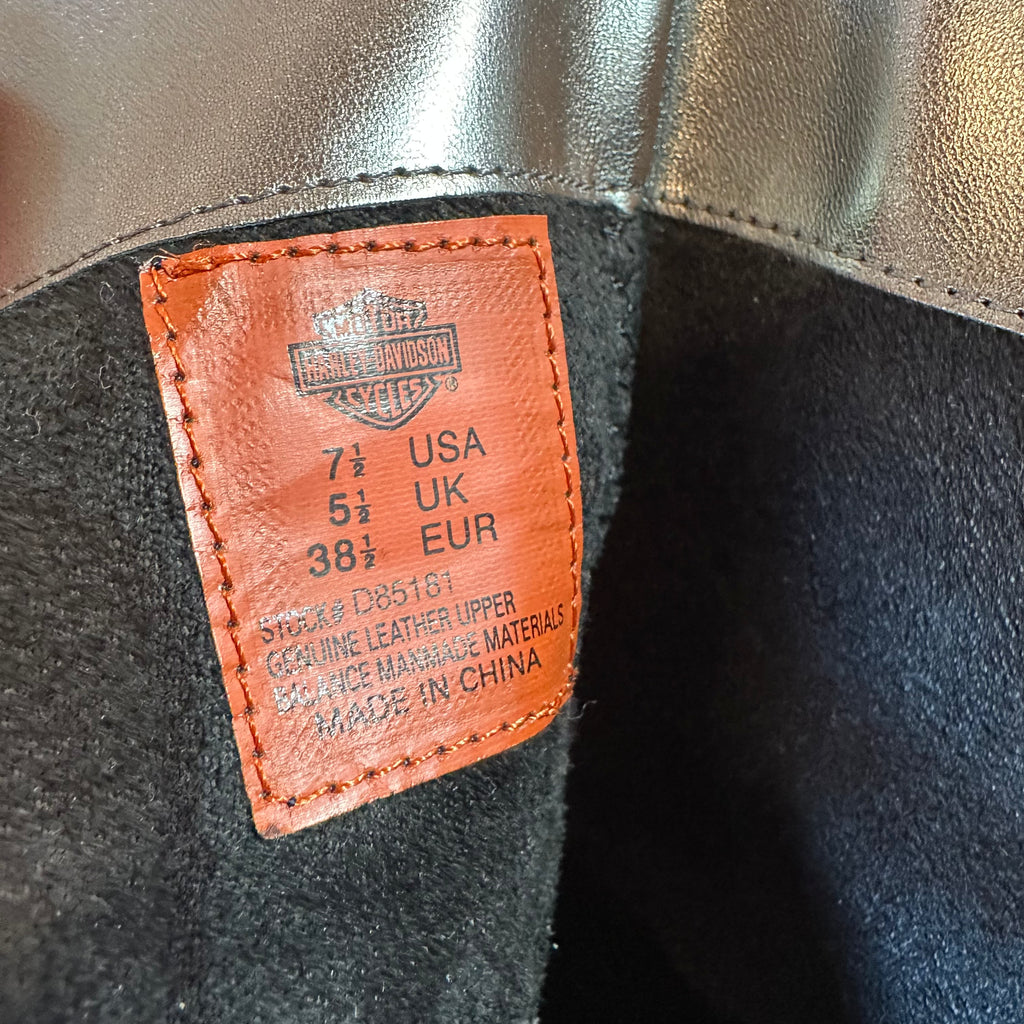 MOTOR
HARLEY-DAVIDSON
CYCLES
®
7½ USA
5½ UK
38½ EUR
STOCK# D85181
GENUINE LEATHER UPPER
BALANCE MANMADE MATERIALS
MADE IN CHINA